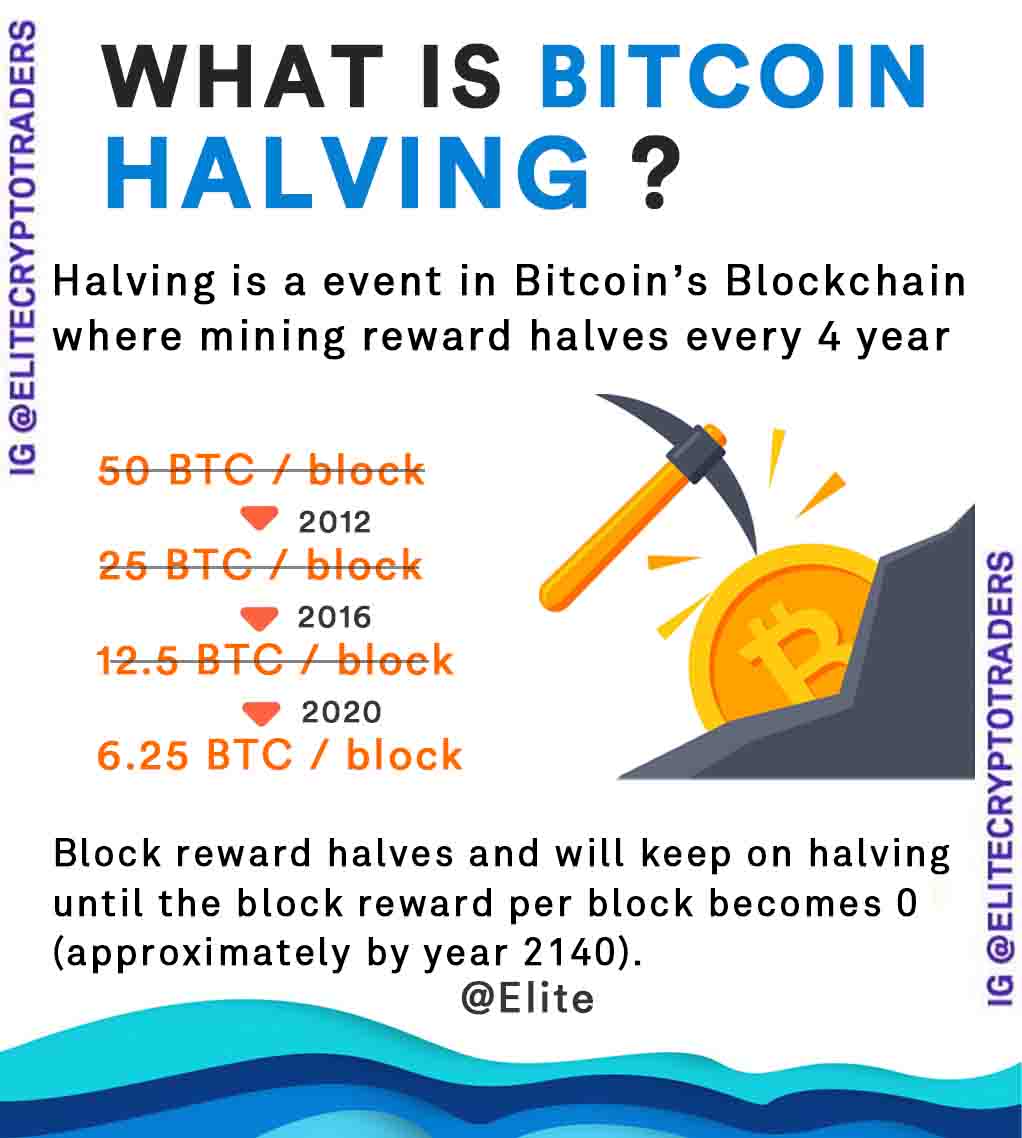 WHAT IS BITCOIN
HALVING ?
Halving is a event in Bitcoin’s Blockchain
where mining reward halves every 4 year
50 BTC / block
2012
25 BTC / block
2016
12.5 BTC / block
2020
6.25 BTC / block
Block reward halves and will keep on halving
until the block reward per block becomes 0
(approximately by year 2140).
@Elite
IG @ELITECRYPTOTRADERS
IG @ELITECRYPTOTRADERS